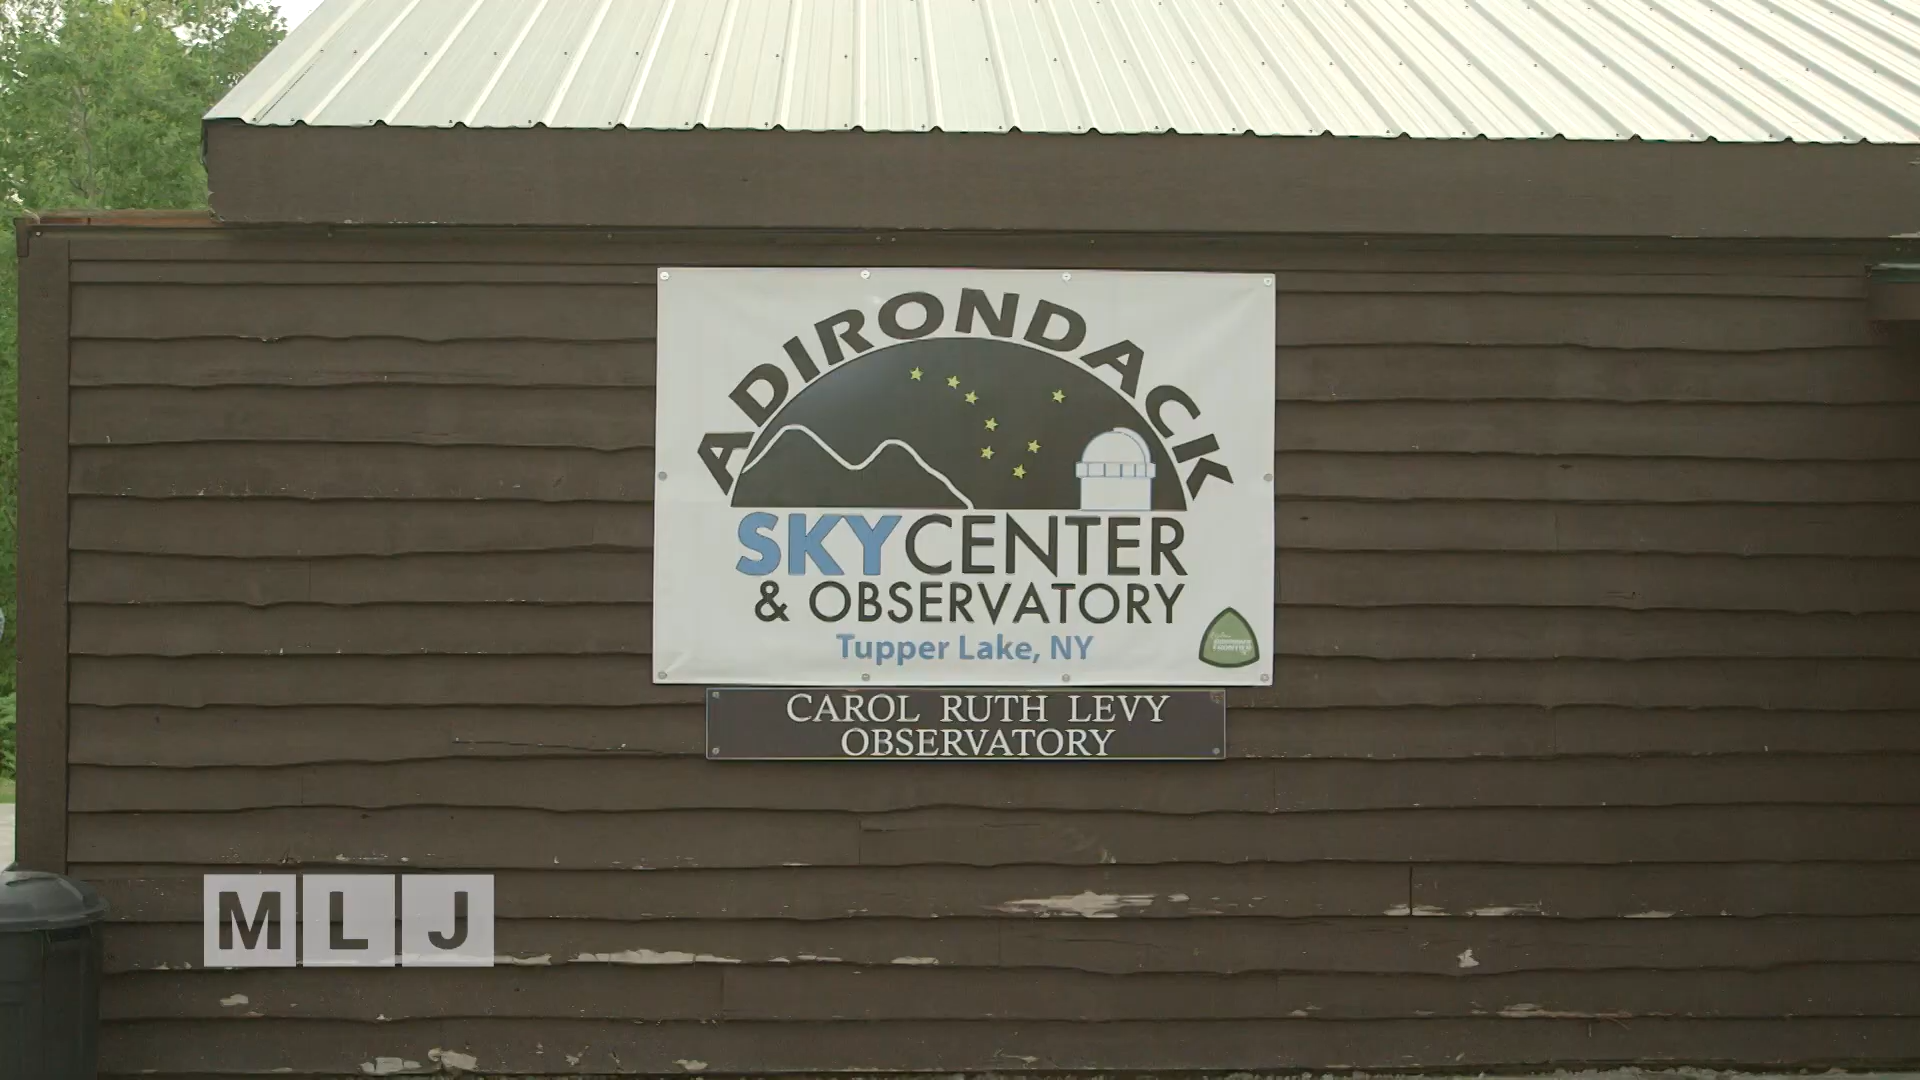 ADIRONDACK
SKYCENTER
& OBSERVATORY
Tupper Lake, NY
CAROL RUTH LEVY
OBSERVATORY
MLJ